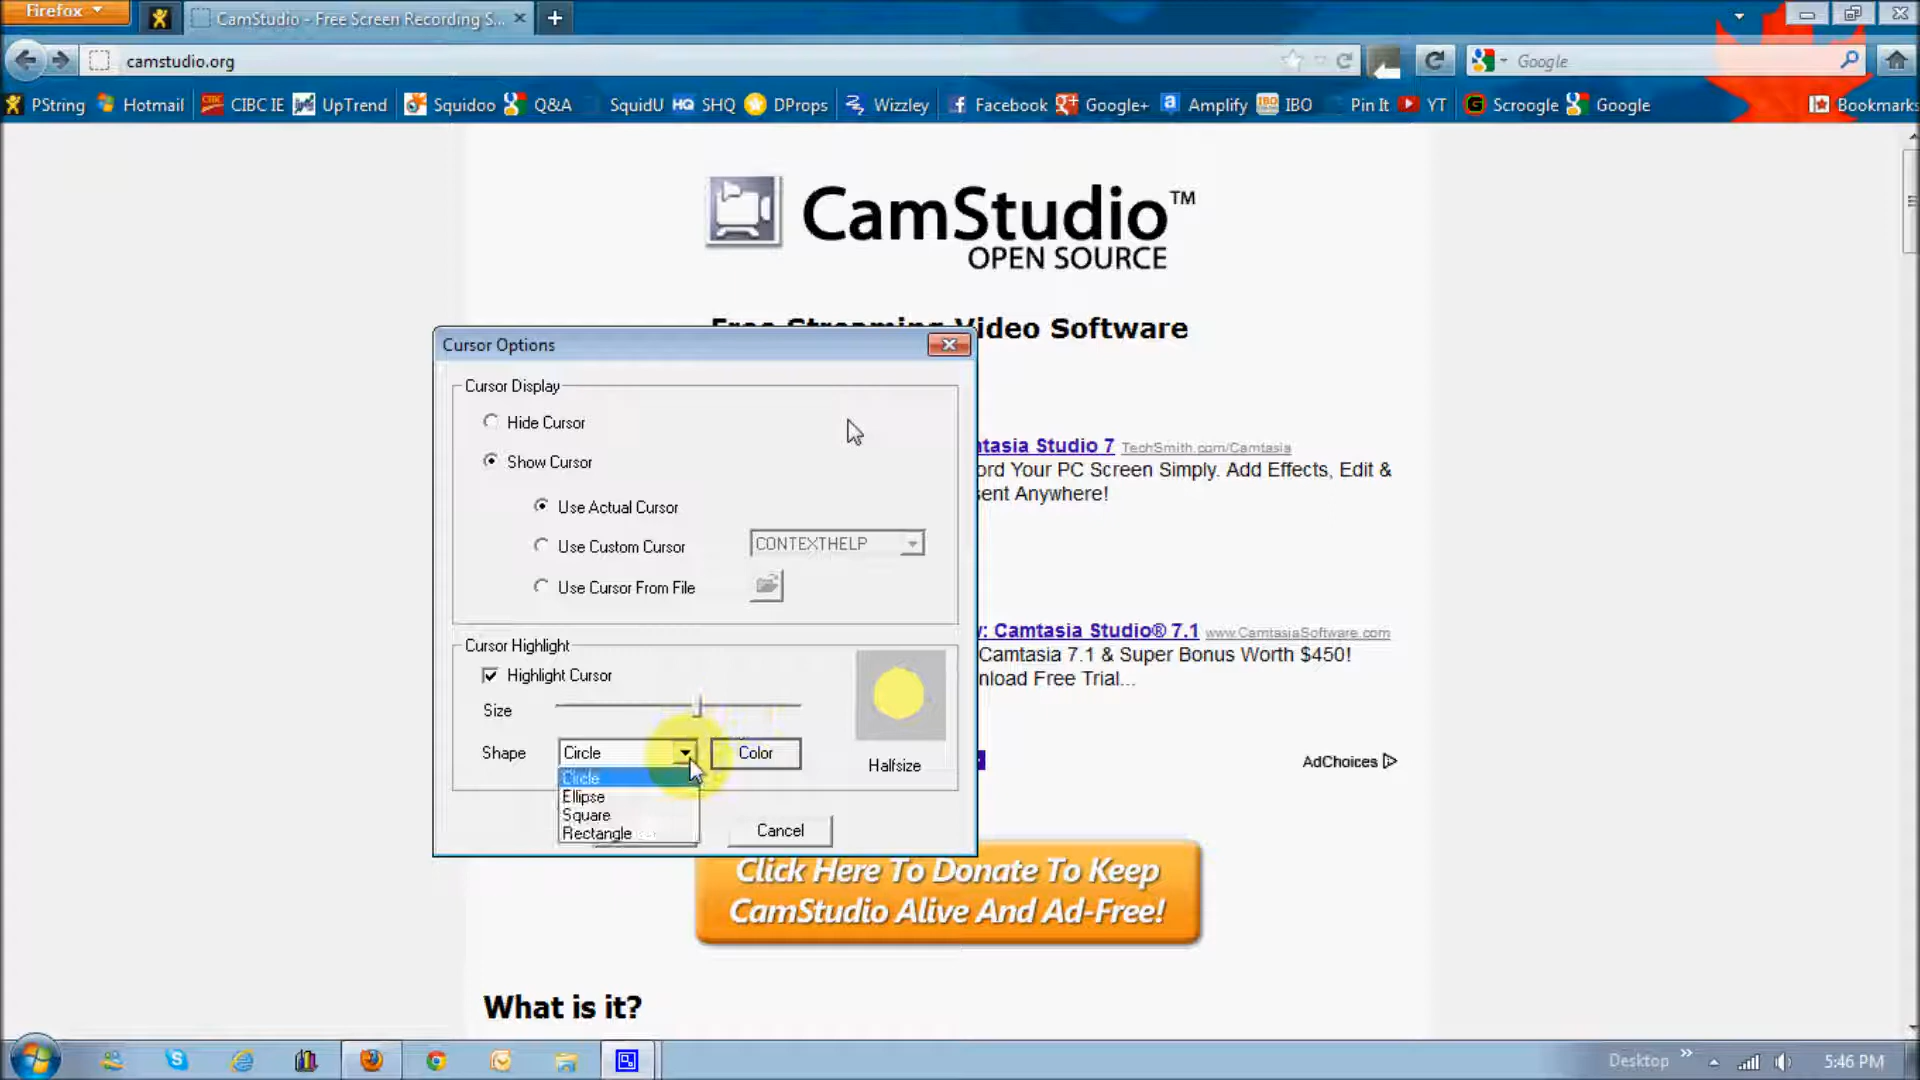 Firefox
CamStudio - Free Screen Recording S...
camstudio.org
Google
PString Hotmail CIBC IE UpTrend Squidoo Q&A SquidU SHQ DProps Wizzley Facebook Google+ Amplify IBO Pin It YT Scroogle Google Bookmarks
CamStudio™
OPEN SOURCE
Free Streaming Video Software
Cursor Options
Cursor Display
Hide Cursor
Show Cursor
Use Actual Cursor
Use Custom Cursor CONTEXTHELP
Use Cursor From File
Cursor Highlight
Highlight Cursor
Size
Shape Circle Color
Halfsize
Circle
Ellipse
Square
Rectangle
Cancel
ntasia Studio 7 TechSmith.com/Camtasia
ord Your PC Screen Simply. Add Effects, Edit &
sent Anywhere!
: Camtasia Studio® 7.1 www.CamtasiaSoftware.com
Camtasia 7.1 & Super Bonus Worth $450!
nload Free Trial...
AdChoices
Click Here To Donate To Keep
CamStudio Alive And Ad-Free!
What is it?
Desktop
5:46 PM